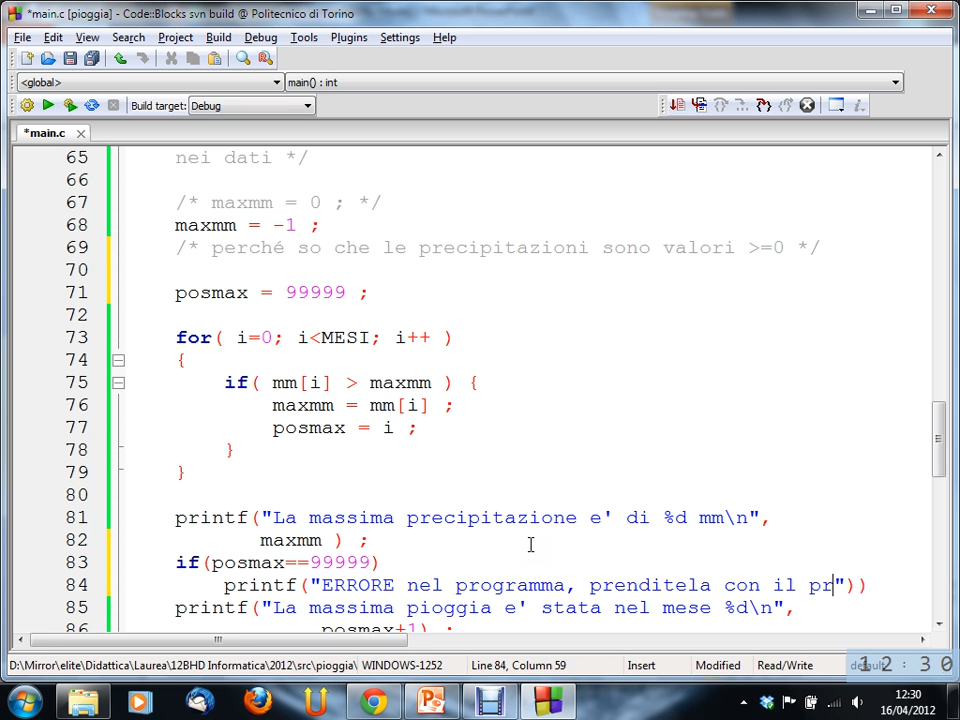 *main.c [pioggia] - Code::Blocks svn build @ Politecnico di Torino
File Edit View Search Project Build Debug Tools Plugins Settings Help
<global> main() : int
Build target: Debug
*main.c
65 nei dati */
66
67 /* maxmm = 0 ; */
68 maxmm = -1 ;
69 /* perché so che le precipitazioni sono valori >=0 */
70
71 posmax = 99999 ;
72
73 for( i=0; i<MESI; i++ )
74 {
75 if( mm[i] > maxmm ) {
76 maxmm = mm[i] ;
77 posmax = i ;
78 }
79 }
80
81 printf("La massima precipitazione e' di %d mm\n",
82 maxmm ) ;
83 if(posmax==99999)
84 printf("ERRORE nel programma, prenditela con il pr"))
85 printf("La massima pioggia e' stata nel mese %d\n",
86 posmax+1) ;
D:\Mirror\elite\Didattica\Laurea\12BHD Informatica\2012\src\pioggia\ WINDOWS-1252 Line 84, Column 59 Insert Modified Read/Write default
12:30
12:30
16/04/2012